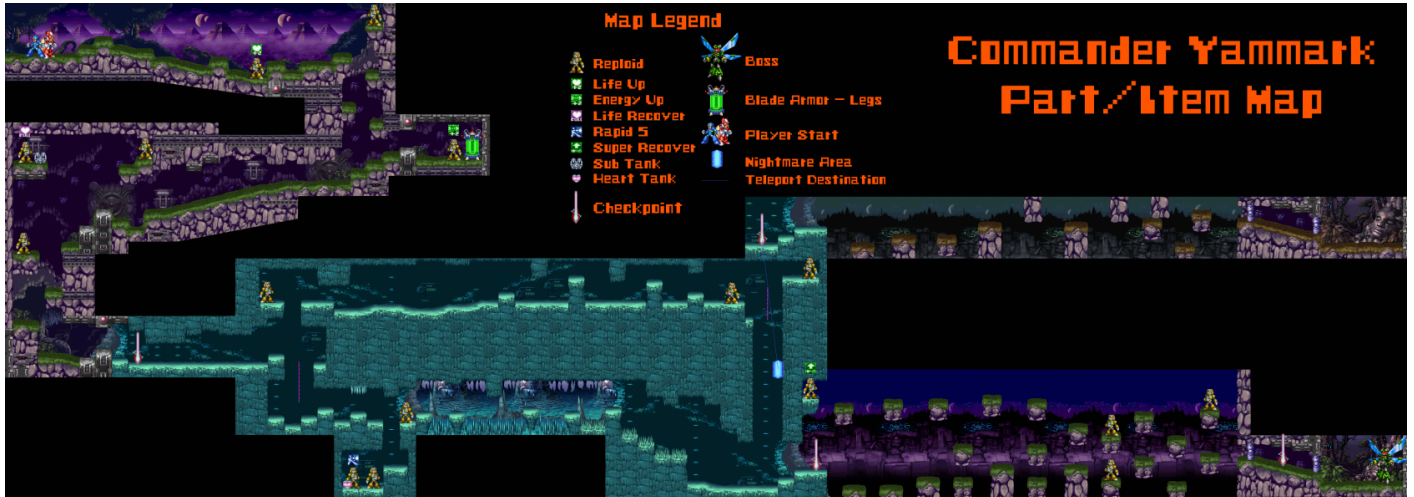 Map Legend
Commander Yammark
Part/Item Map
Reploid
Life Up
Energy Up
Life Recover
Rapid 5
Super Recover
Sub Tank
Heart Tank
Checkpoint
Boss
Blade Armor - Legs
Player Start
Nightmare Area
Teleport Destination